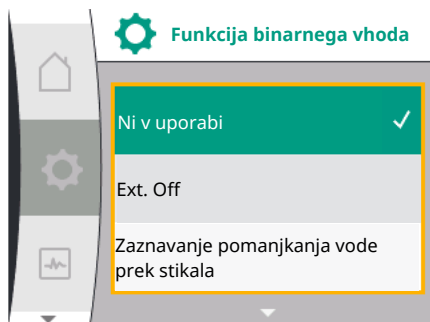 Funkcija binarnega vhoda
Ni v uporabi
Ext. Off
Zaznavanje pomanjkanja vode
prek stikala